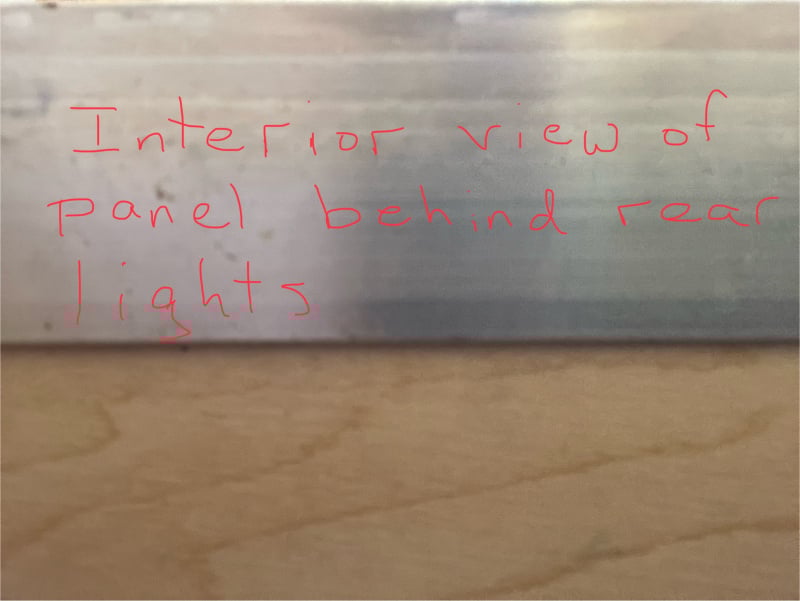 Interior view of
panel behind rear
lights